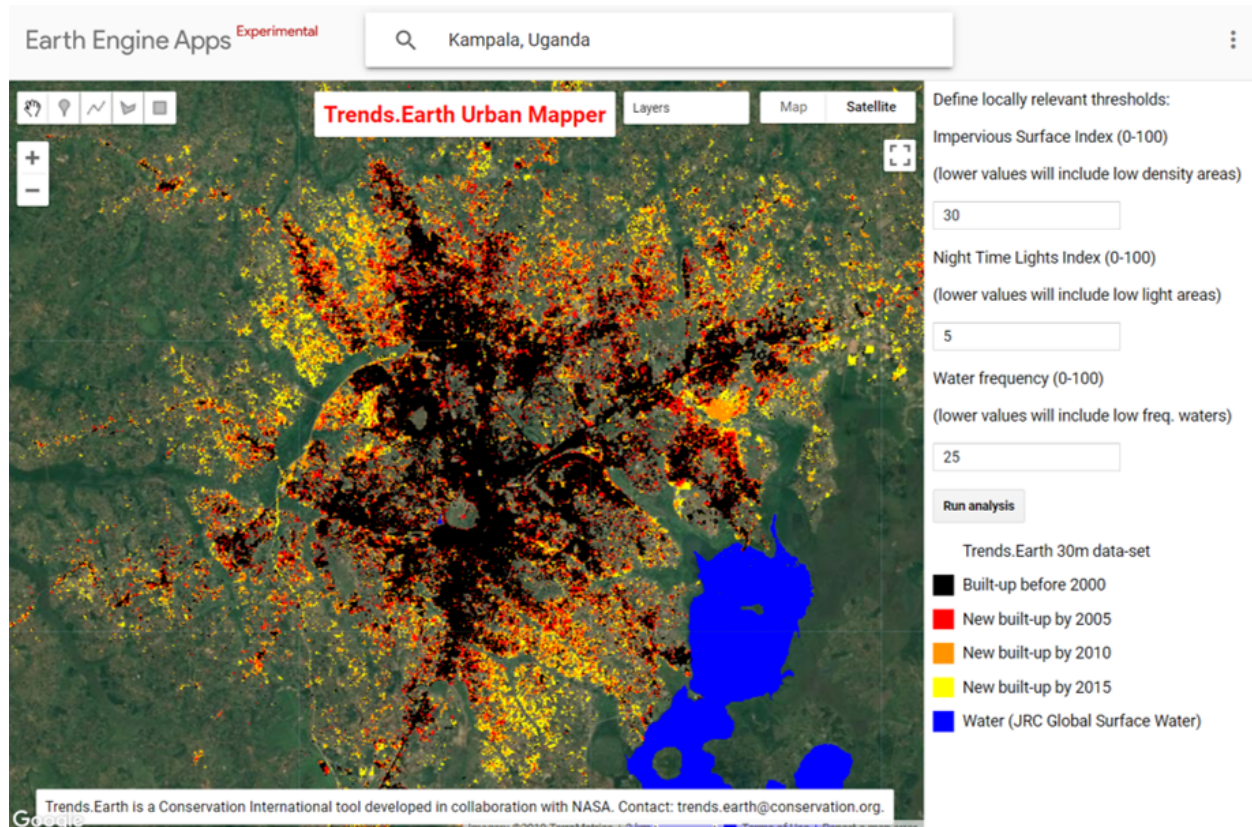 Earth Engine Apps Experimental
Kampala, Uganda
Trends.Earth Urban Mapper
Layers
Map
Satellite
Define locally relevant thresholds:
Impervious Surface Index (0-100)
(lower values will include low density areas)
30
Night Time Lights Index (0-100)
(lower values will include low light areas)
5
Water frequency (0-100)
(lower values will include low freq. waters)
25
Run analysis
Trends.Earth 30m data-set
Built-up before 2000
New built-up by 2005
New built-up by 2010
New built-up by 2015
Water (JRC Global Surface Water)
Trends.Earth is a Conservation International tool developed in collaboration with NASA. Contact: trends.earth@conservation.org.
Google